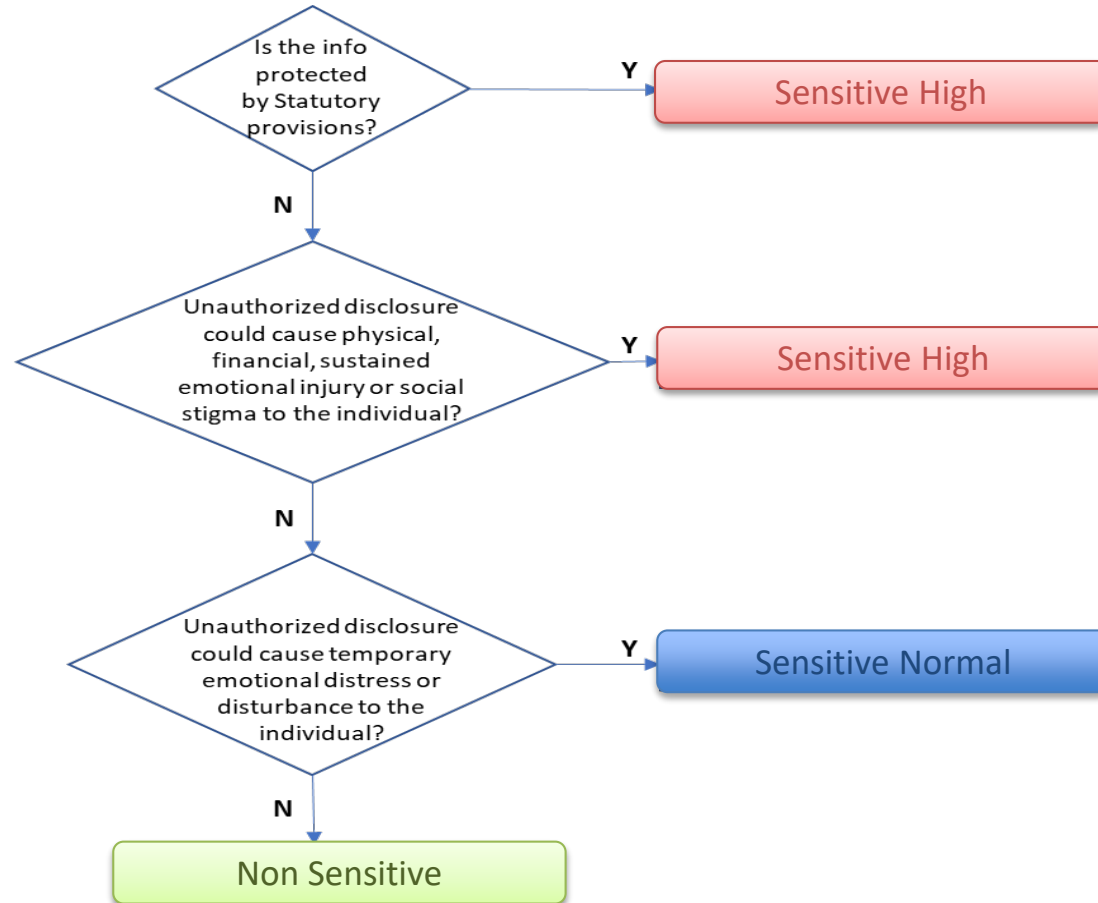 Is the info
protected
by Statutory
provisions?
Y
Sensitive High
N
Unauthorized disclosure
could cause physical,
financial, sustained
emotional injury or social
stigma to the individual?
Y
Sensitive High
N
Unauthorized disclosure
could cause temporary
emotional distress or
disturbance to the
individual?
Y
Sensitive Normal
N
Non Sensitive